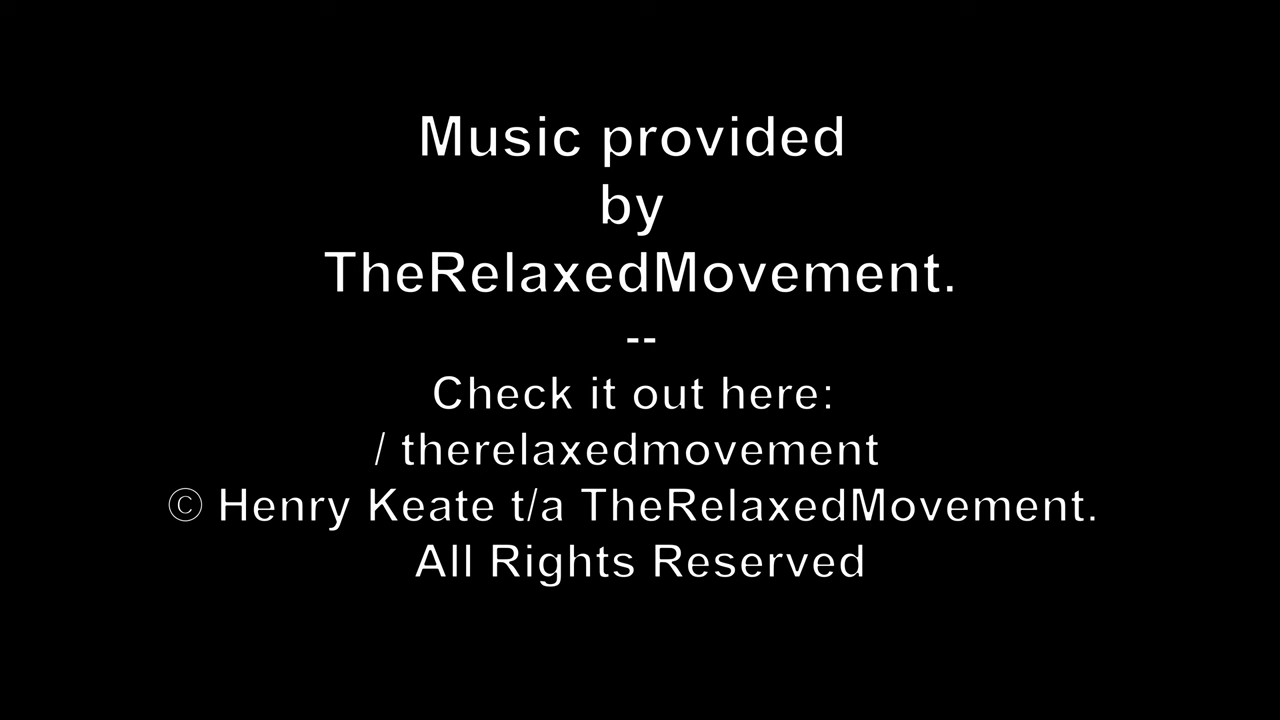 Music provided
by
TheRelaxedMovement.
--
Check it out here:
/ therelaxedmovement
© Henry Keate t/a TheRelaxedMovement.
All Rights Reserved